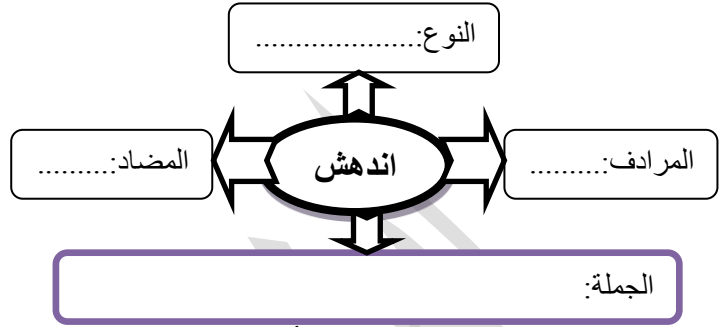 النوع:.....................
المرادف:.........
اندهش
المضاد:.........
الجملة: